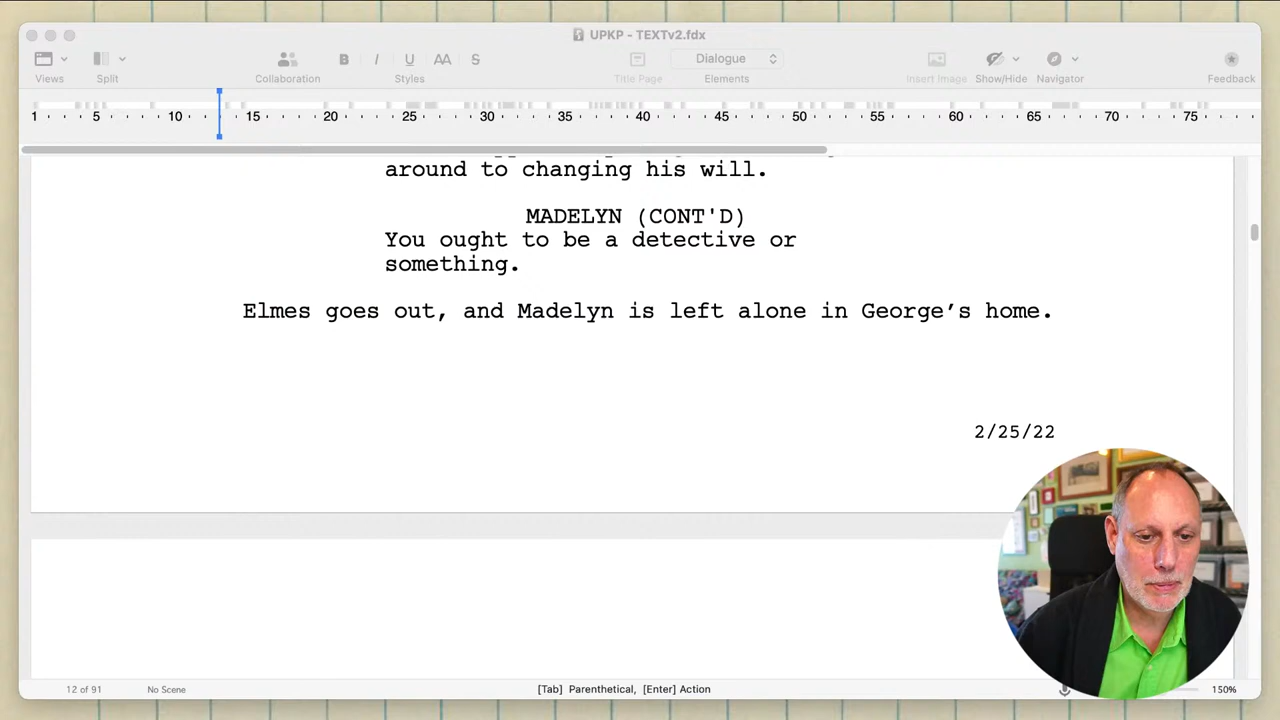 UPKP - TEXTv2.fdx
Views Split Collaboration B I U AA S Styles Title Page Dialogue Elements Insert Image Show/Hide Navigator Feedback
1 5 10 15 20 25 30 35 40 45 50 55 60 65 70 75
around to changing his will.
MADELYN (CONT'D)
You ought to be a detective or
something.
Elmes goes out, and Madelyn is left alone in George’s home.
2/25/22
12 of 91 No Scene [Tab] Parenthetical, [Enter] Action 150%